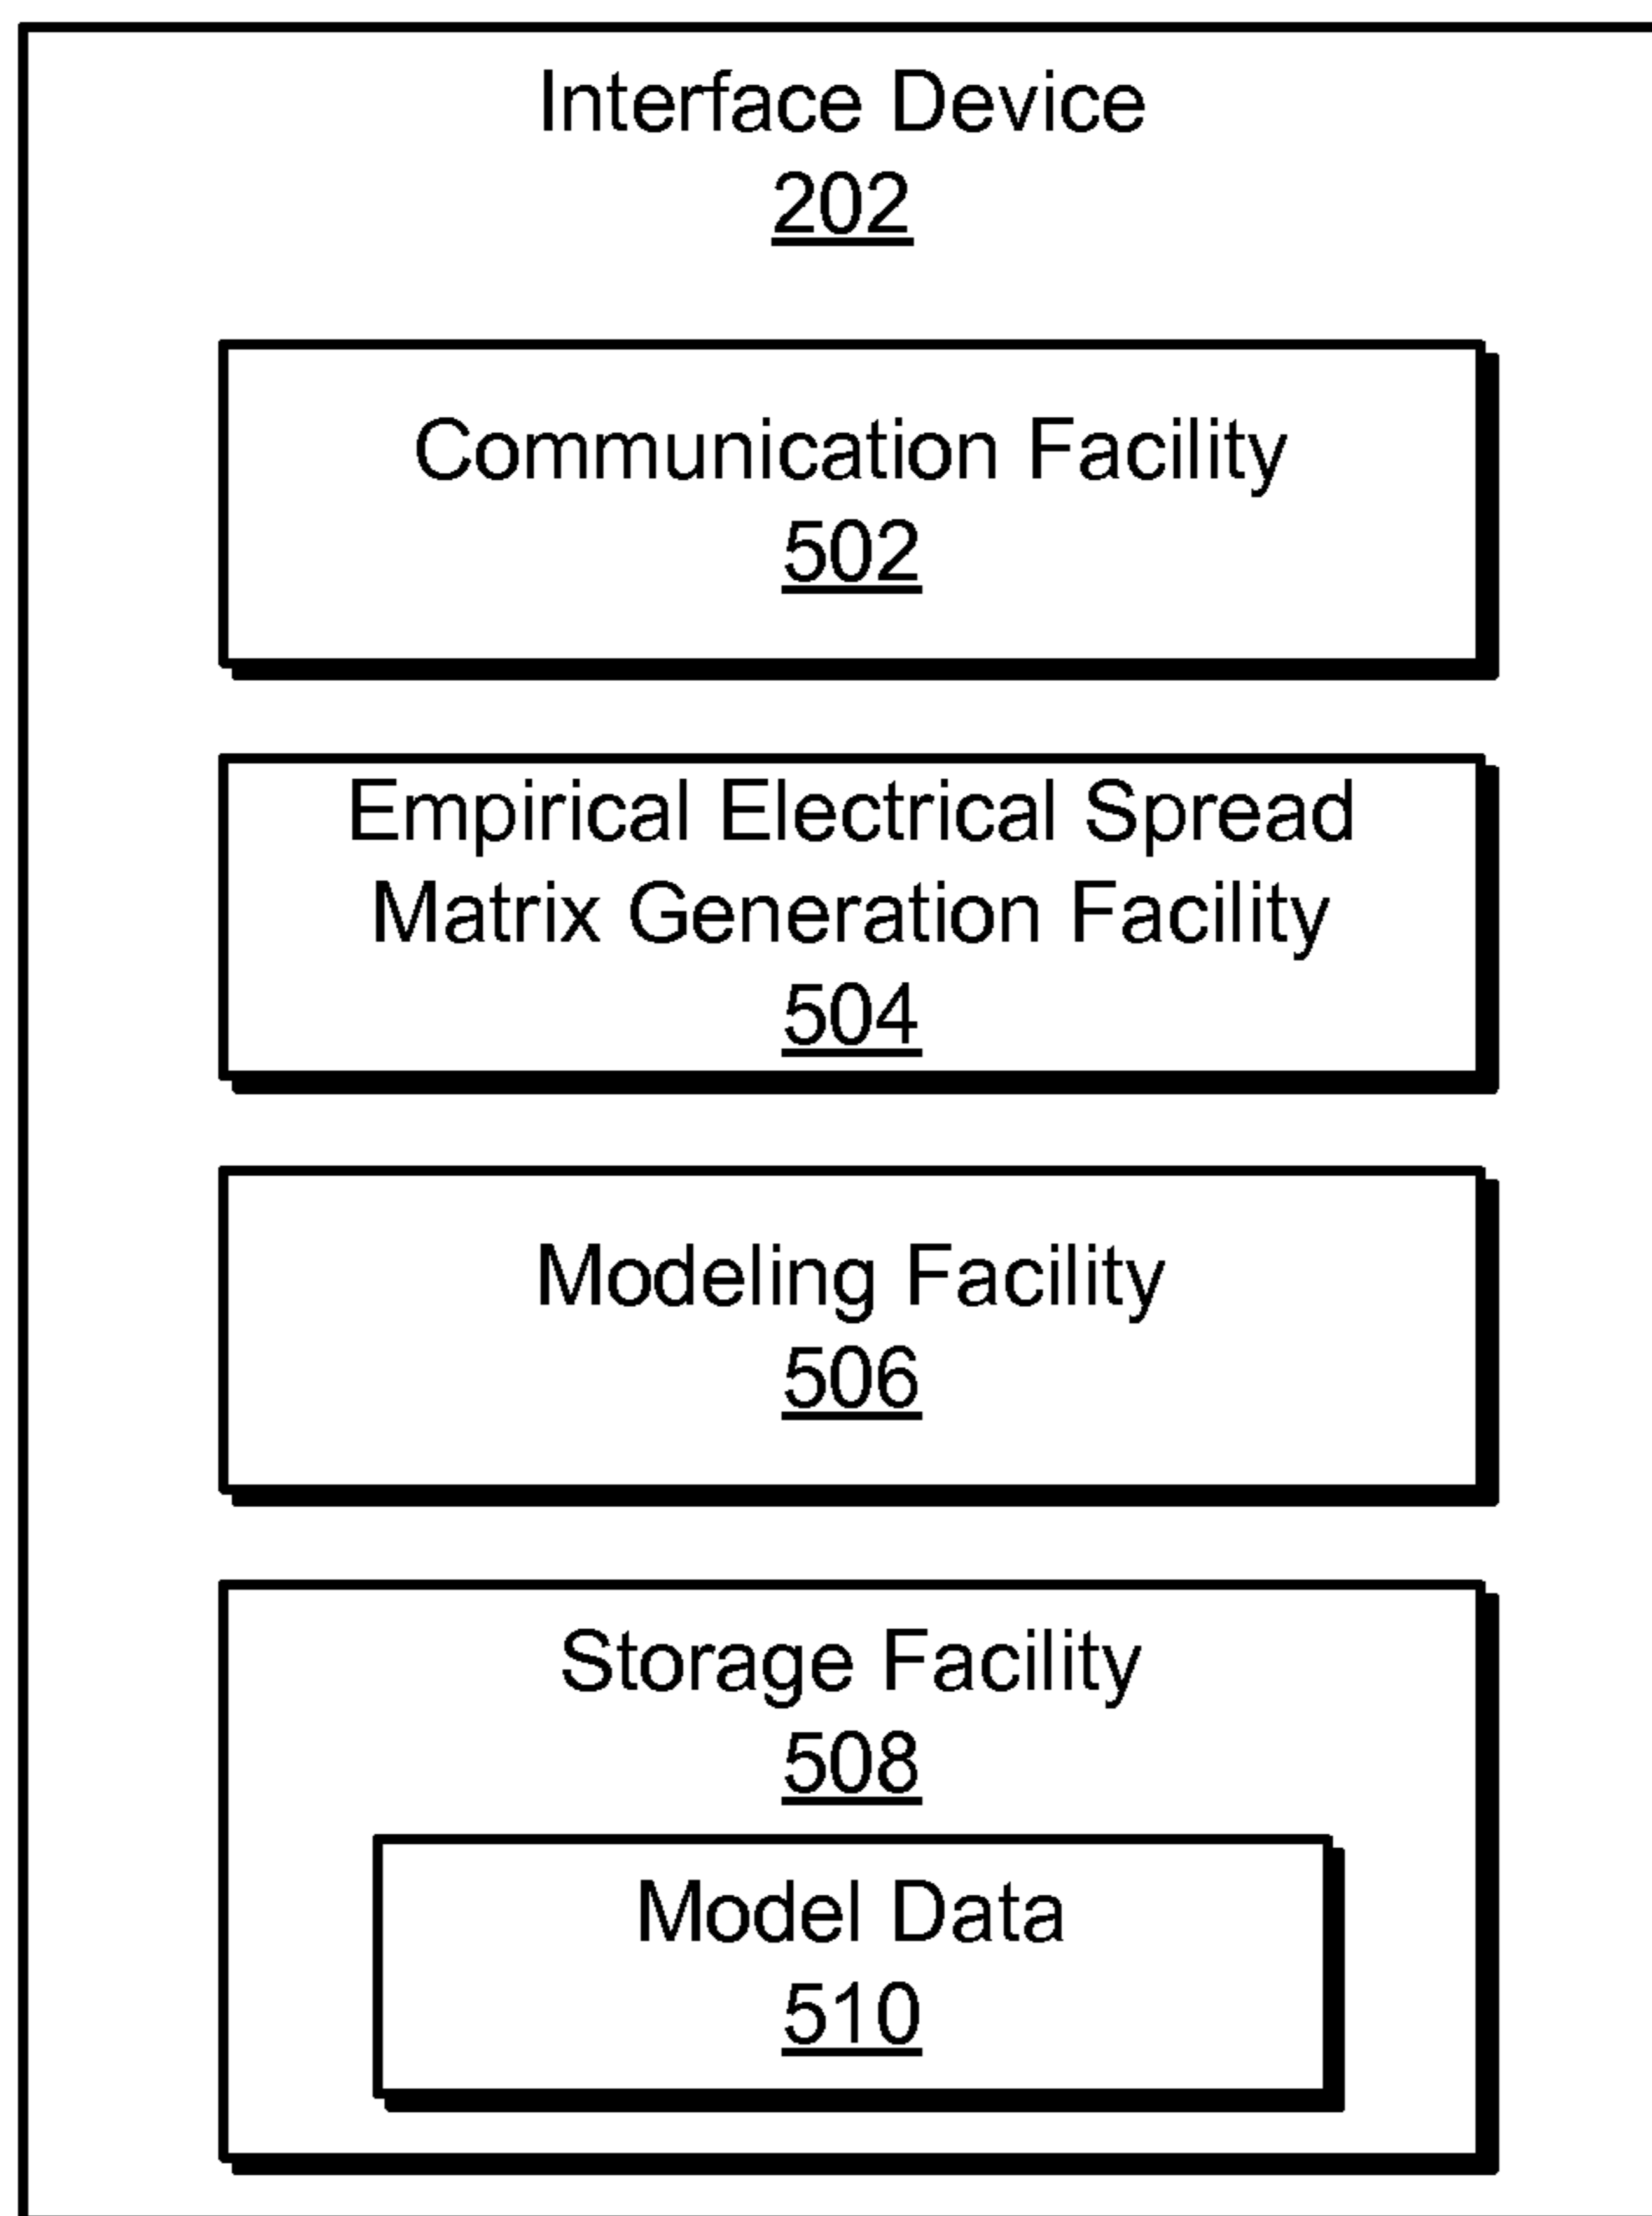 Interface Device
202
Communication Facility
502
Empirical Electrical Spread
Matrix Generation Facility
504
Modeling Facility
506
Storage Facility
508
Model Data
510